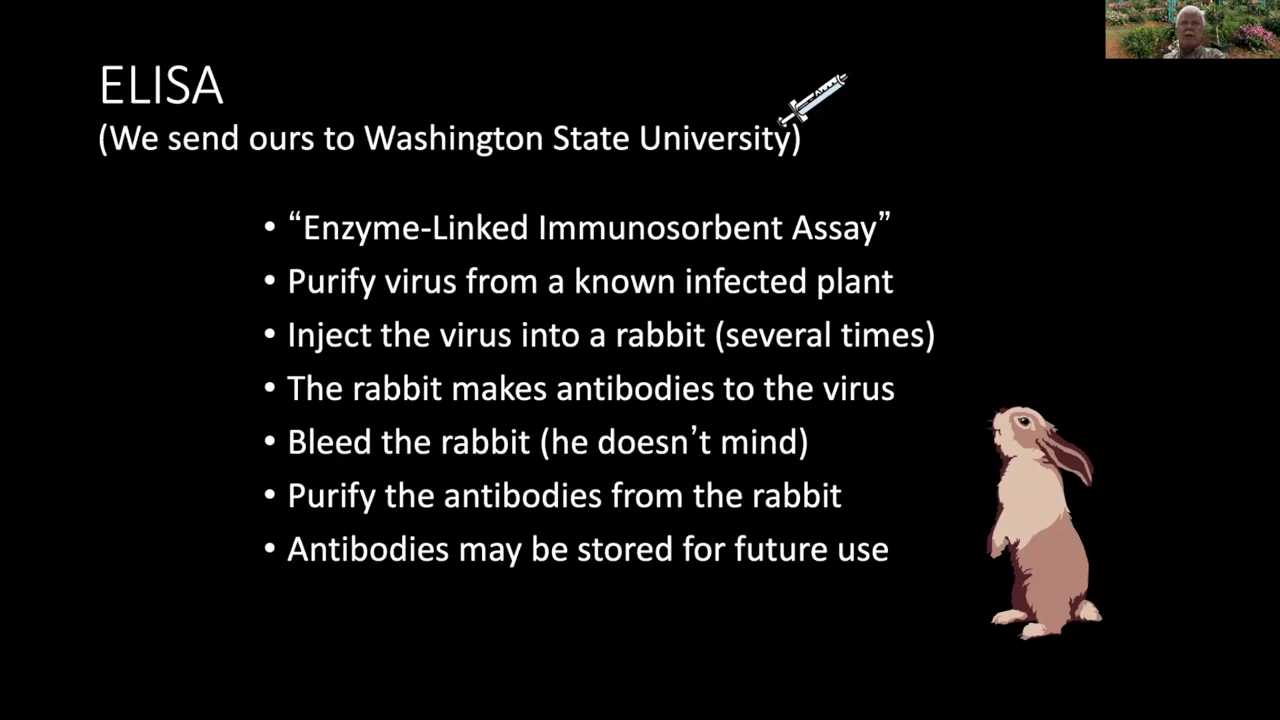 ELISA
(We send ours to Washington State University)
• “Enzyme-Linked Immunosorbent Assay”
• Purify virus from a known infected plant
• Inject the virus into a rabbit (several times)
• The rabbit makes antibodies to the virus
• Bleed the rabbit (he doesn’t mind)
• Purify the antibodies from the rabbit
• Antibodies may be stored for future use